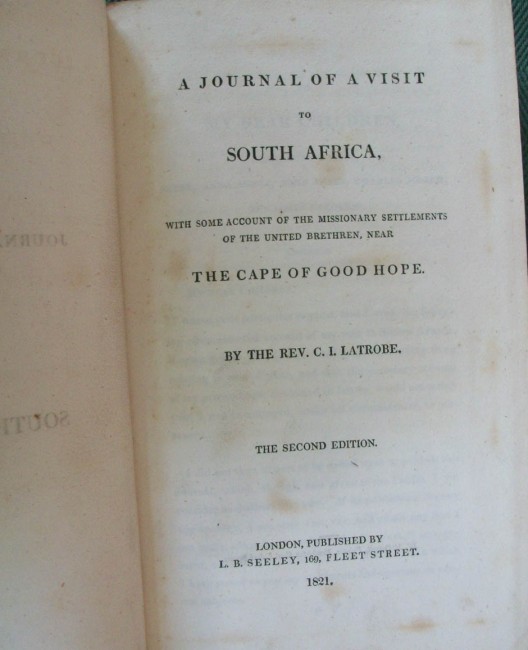 A JOURNAL OF A VISIT
TO
SOUTH AFRICA,
WITH SOME ACCOUNT OF THE MISSIONARY SETTLEMENTS
OF THE UNITED BRETHREN, NEAR
THE CAPE OF GOOD HOPE.
BY THE REV. C. I. LATROBE.
THE SECOND EDITION.
LONDON, PUBLISHED BY
L. B. SEELEY, 169, FLEET STREET.
1821.